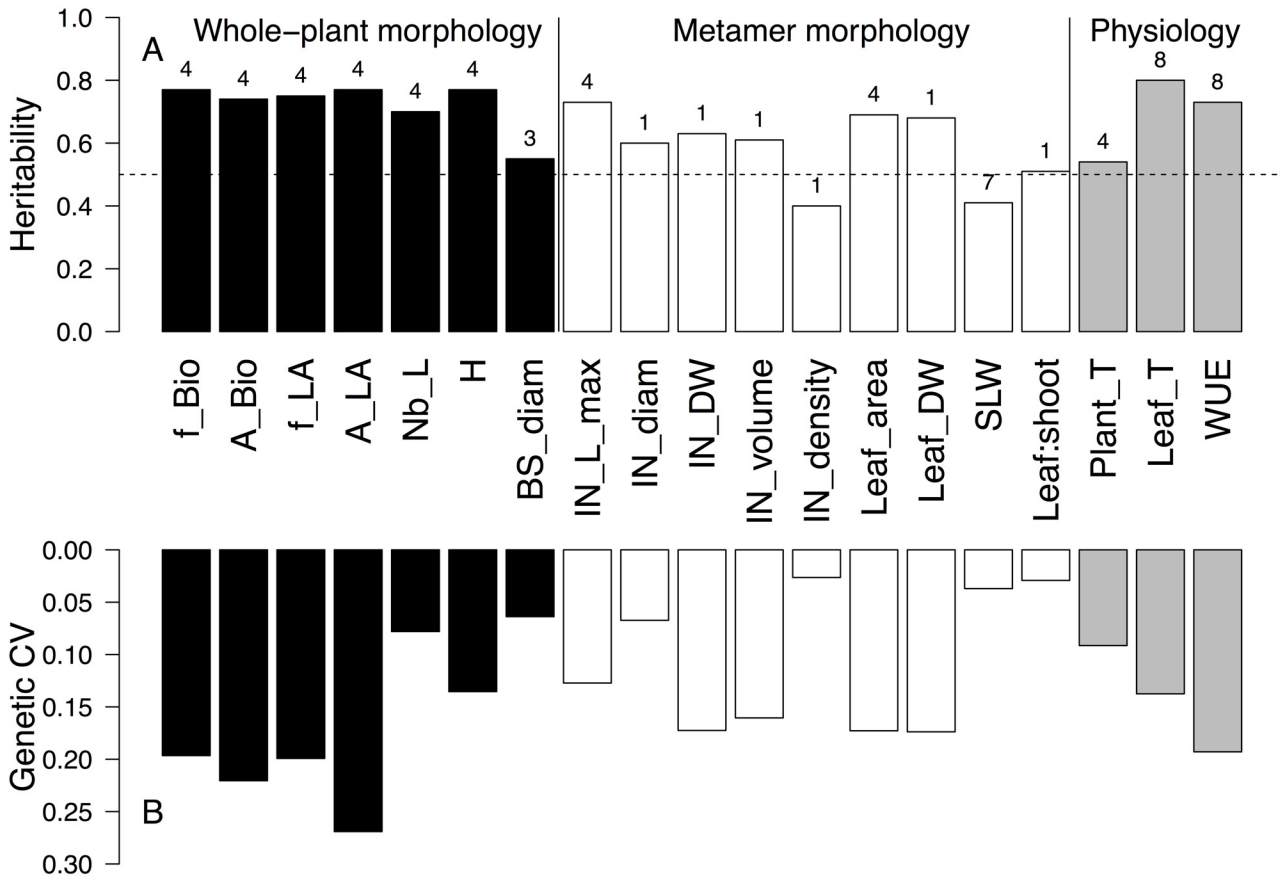 Whole−plant morphology Metamer morphology Physiology
A
Heritability
1.0
0.8
0.6
0.4
0.2
0.0
4 4 4 4 4 4 3 4 1 1 1 1 4 1 7 1 4 8 8
f_Bio
A_Bio
f_LA
A_LA
Nb_L
H
BS_diam
IN_L_max
IN_diam
IN_DW
IN_volume
IN_density
Leaf_area
Leaf_DW
SLW
Leaf:shoot
Plant_T
Leaf_T
WUE
Genetic CV
0.00
0.05
0.10
0.15
0.20
0.25
0.30
B